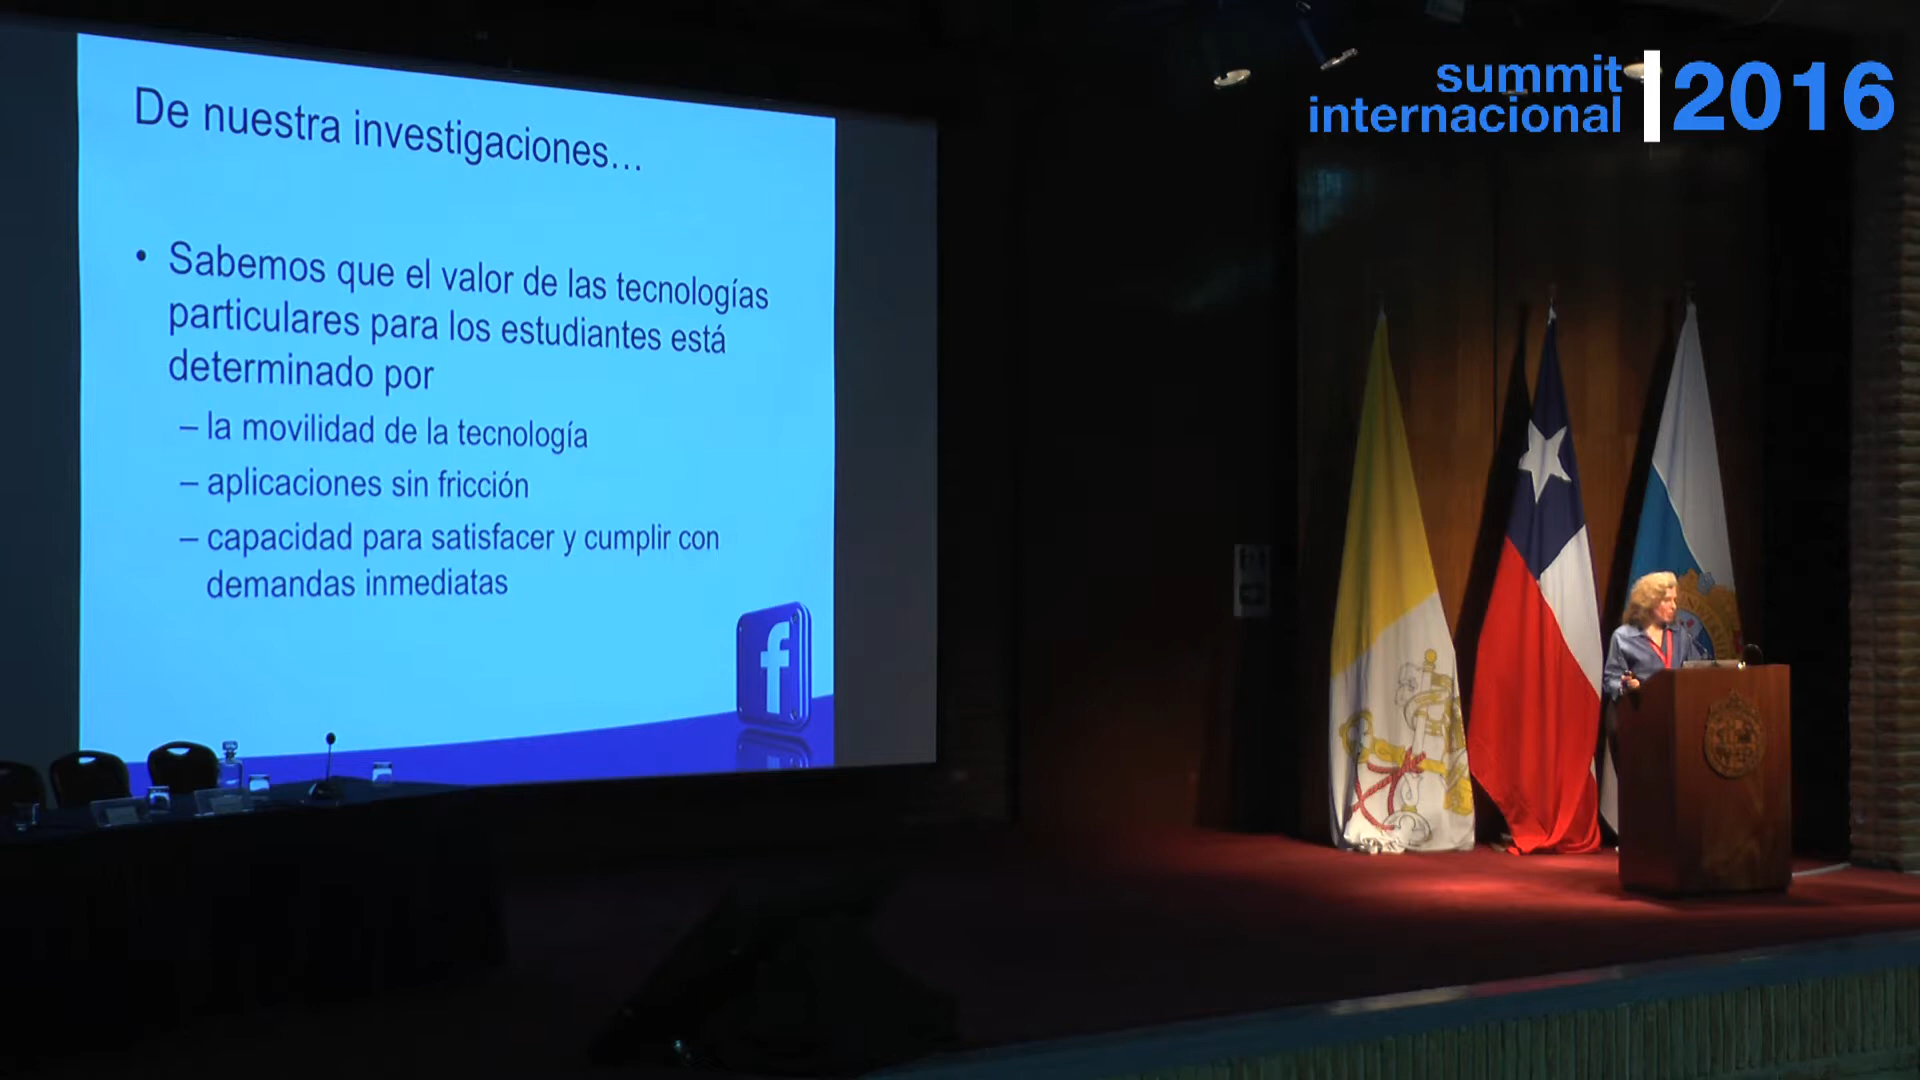 De nuestra investigaciones...
• Sabemos que el valor de las tecnologías
particulares para los estudiantes está
determinado por
– la movilidad de la tecnología
– aplicaciones sin fricción
– capacidad para satisfacer y cumplir con
demandas inmediatas
f
summit
internacional
2016